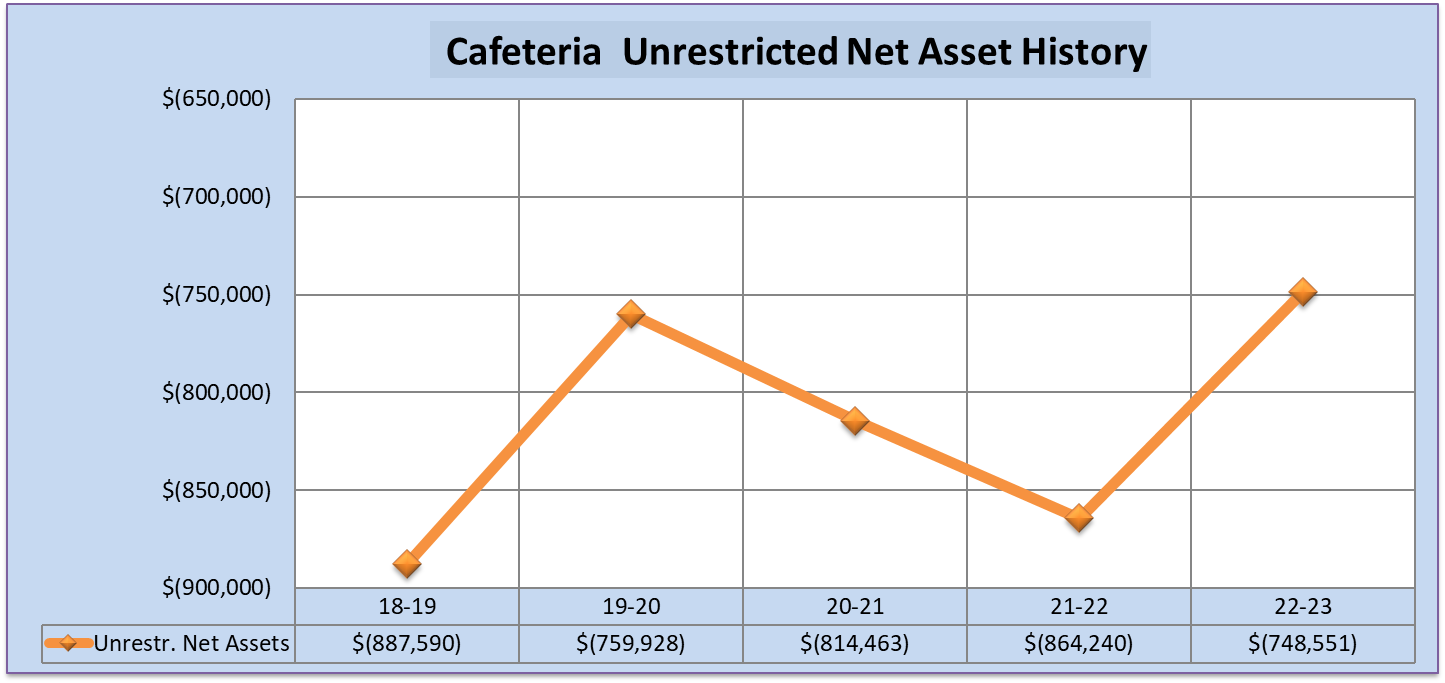 Cafeteria  Unrestricted Net Asset History
$(650,000)
$(700,000)
$(750,000)
$(800,000)
$(850,000)
$(900,000)
18-19 19-20 20-21 21-22 22-23
Unrestr. Net Assets $(887,590) $(759,928) $(814,463) $(864,240) $(748,551)